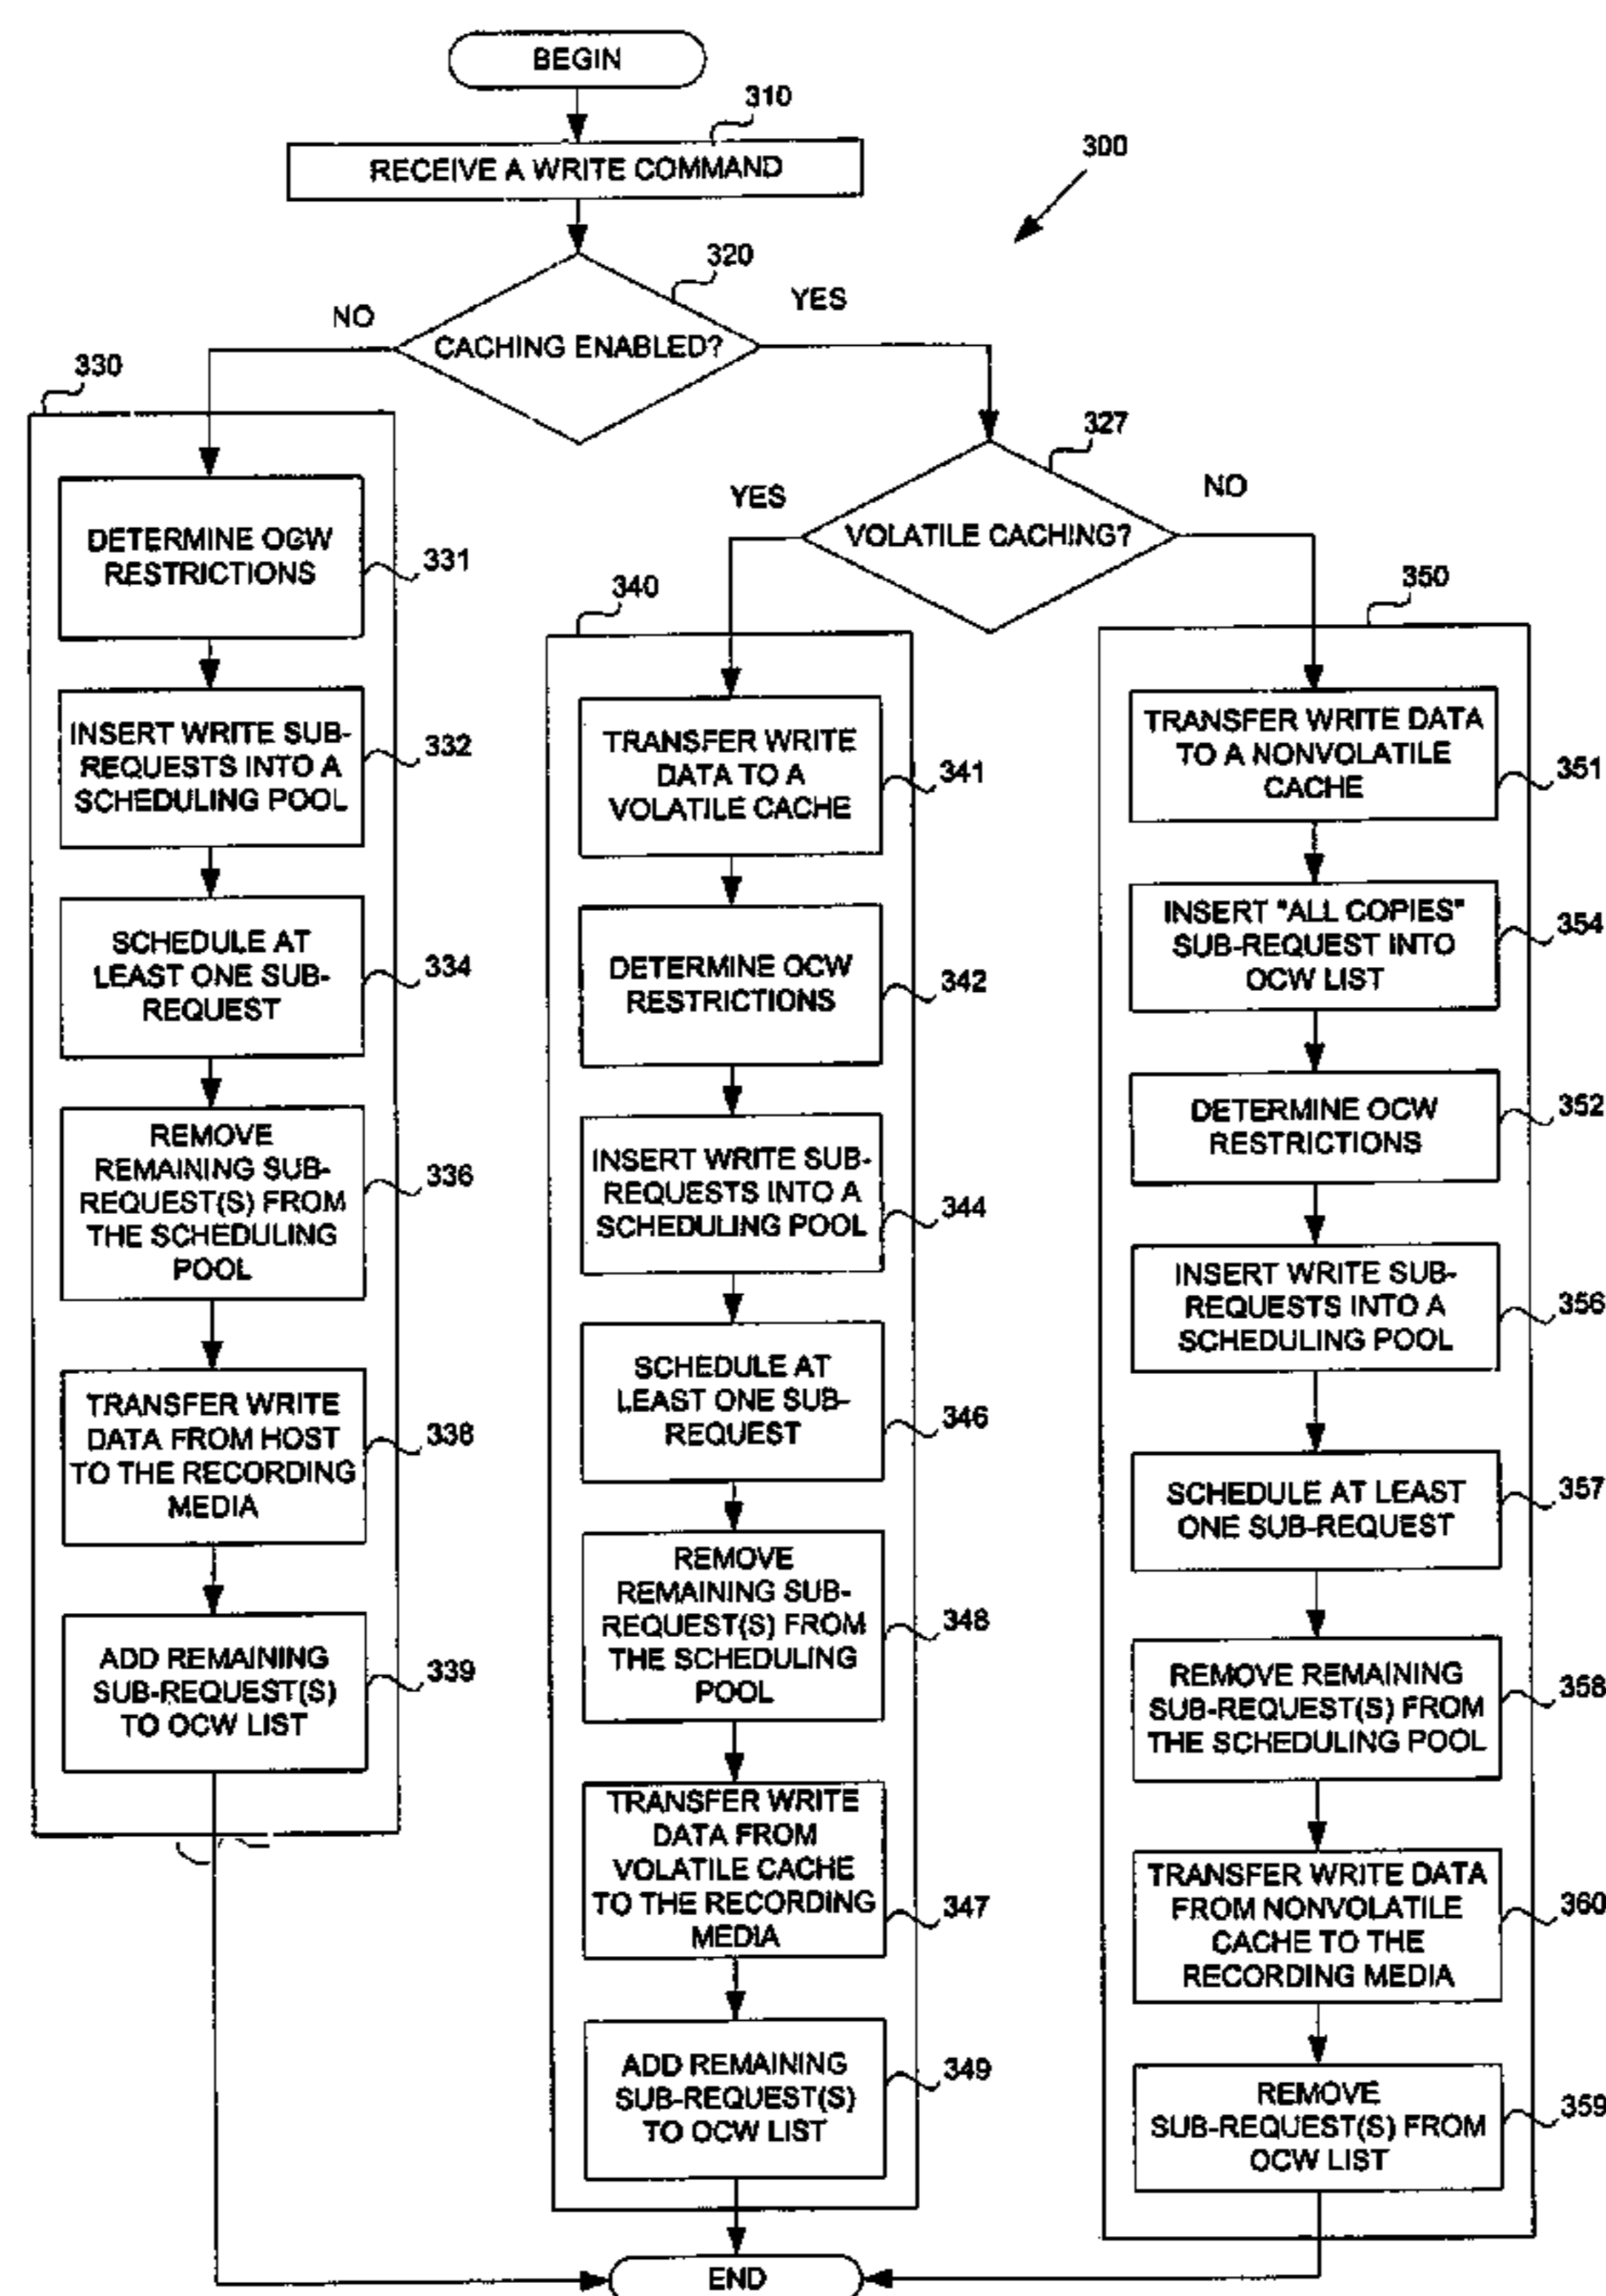 BEGIN
310
RECEIVE A WRITE COMMAND
300
320
NO
YES
CACHING ENABLED?
330
327
YES
NO
VOLATILE CACHING?
DETERMINE OCW
RESTRICTIONS
331
INSERT WRITE SUB-
REQUESTS INTO A
SCHEDULING POOL
332
SCHEDULE AT
LEAST ONE SUB-
REQUEST
334
REMOVE
REMAINING SUB-
REQUEST(S) FROM
THE SCHEDULING
POOL
336
TRANSFER WRITE
DATA FROM HOST
TO THE RECORDING
MEDIA
338
ADD REMAINING
SUB-REQUEST(S)
TO OCW LIST
339
340
TRANSFER WRITE
DATA TO A
VOLATILE CACHE
341
DETERMINE OCW
RESTRICTIONS
342
INSERT WRITE SUB-
REQUESTS INTO A
SCHEDULING POOL
344
SCHEDULE AT
LEAST ONE SUB-
REQUEST
346
REMOVE
REMAINING SUB-
REQUEST(S) FROM
THE SCHEDULING
POOL
348
TRANSFER WRITE
DATA FROM
VOLATILE CACHE
TO THE RECORDING
MEDIA
347
ADD REMAINING
SUB-REQUEST(S)
TO OCW LIST
349
350
TRANSFER WRITE DATA
TO A NONVOLATILE
CACHE
351
INSERT "ALL COPIES"
SUB-REQUEST INTO
OCW LIST
354
DETERMINE OCW
RESTRICTIONS
352
INSERT WRITE SUB-
REQUESTS INTO A
SCHEDULING POOL
356
SCHEDULE AT LEAST
ONE SUB-REQUEST
357
REMOVE REMAINING
SUB-REQUEST(S) FROM
THE SCHEDULING POOL
358
TRANSFER WRITE DATA
FROM NONVOLATILE
CACHE TO THE
RECORDING MEDIA
360
REMOVE
SUB-REQUEST(S) FROM
OCW LIST
359
END